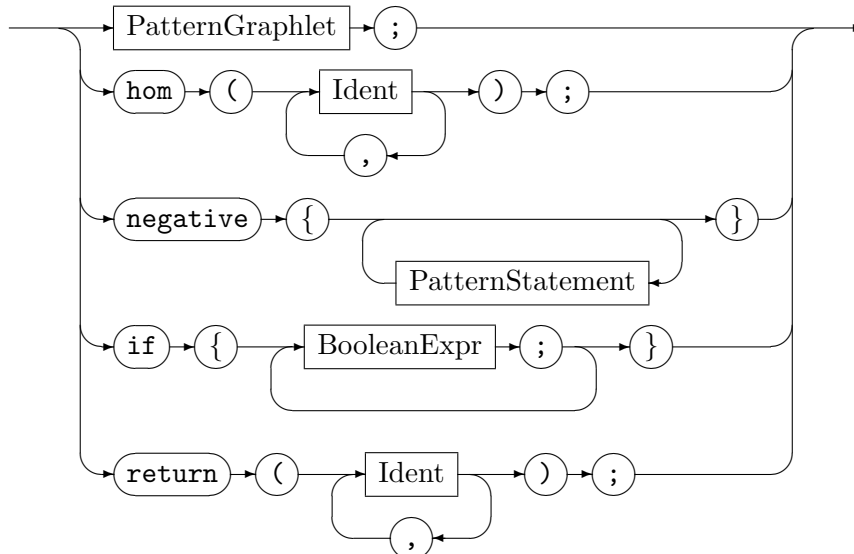 PatternGraphlet ;
hom ( Ident ) ;
,
negative { }
PatternStatement
if { BooleanExpr ; }
return ( Ident ) ;
,